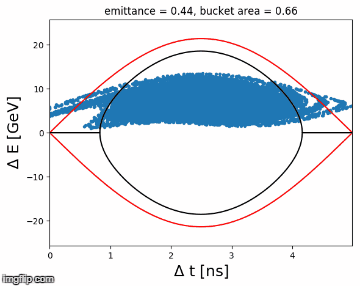 emittance = 0.44, bucket area = 0.66
20
10
0
−10
−20
Δ E [GeV]
0 1 2 3 4
Δ t [ns]
imgflip.com